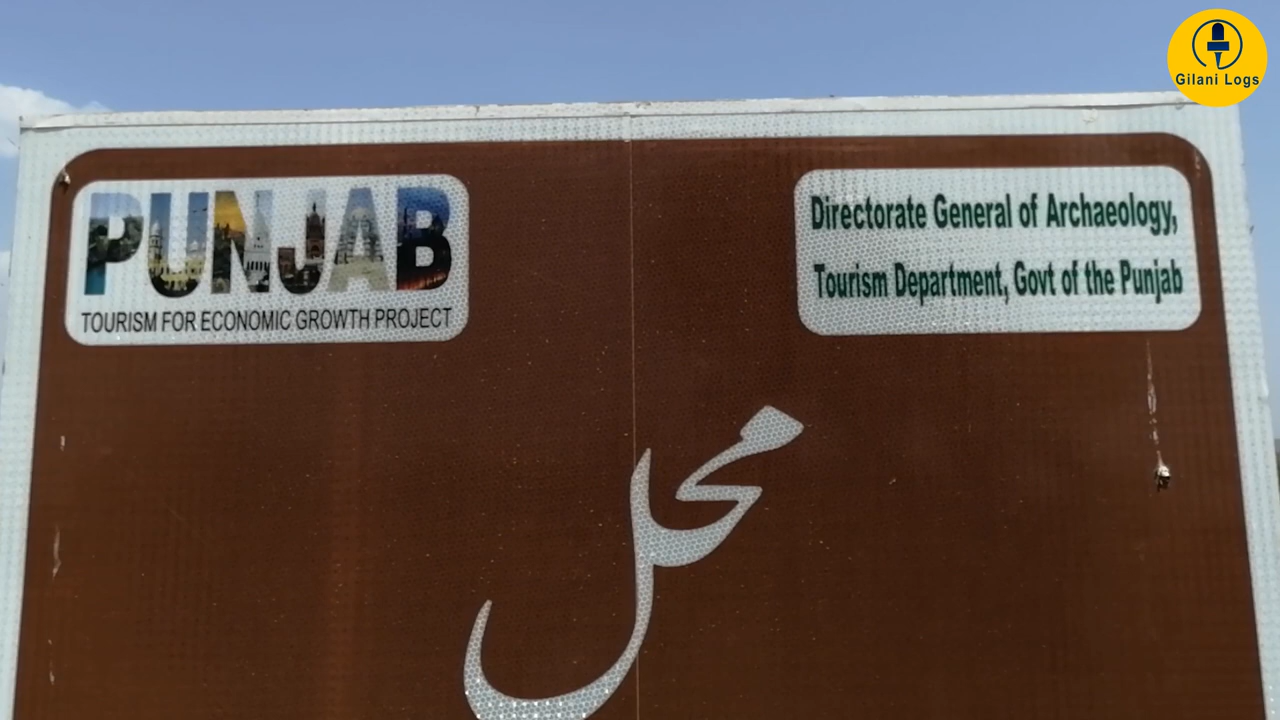 Gilani Logs
PUNJAB
TOURISM FOR ECONOMIC GROWTH PROJECT
Directorate General of Archaeology,
Tourism Department, Govt of the Punjab
محل